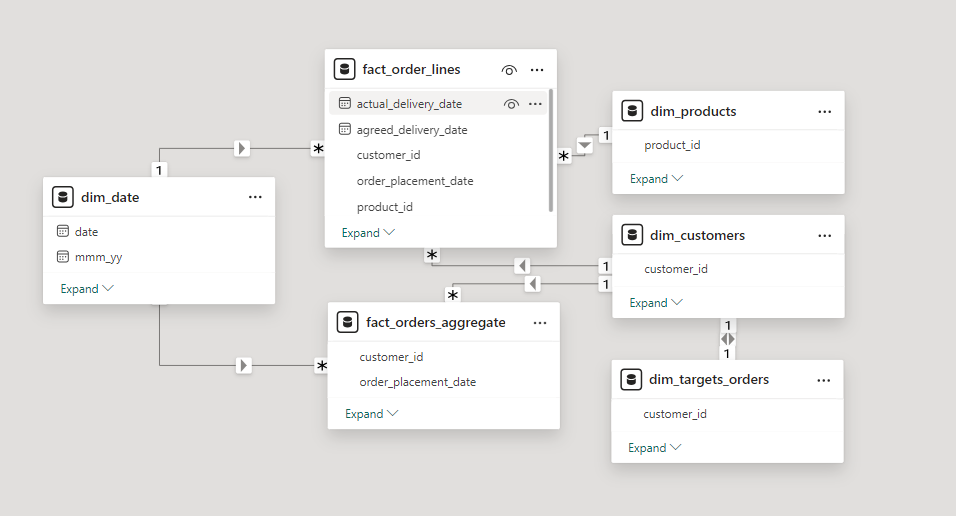 fact_order_lines
actual_delivery_date
agreed_delivery_date
customer_id
order_placement_date
product_id
Expand
dim_products
product_id
Expand
dim_date
date
mmm_yy
Expand
dim_customers
customer_id
Expand
fact_orders_aggregate
customer_id
order_placement_date
Expand
dim_targets_orders
customer_id
Expand
1
*
*
1
*
1
1
*
*
1
1